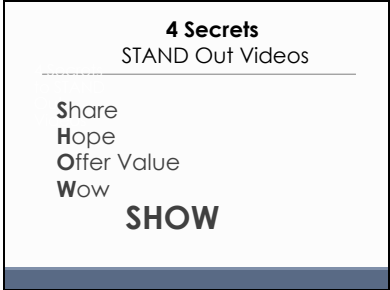 4 Secrets
STAND Out Videos
Share
Hope
Offer Value
Wow
SHOW